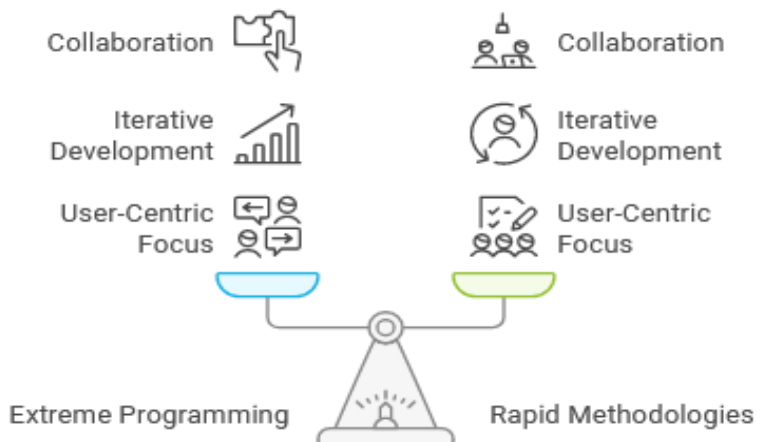 Collaboration
Collaboration
Iterative
Development
Iterative
Development
User-Centric
Focus
User-Centric
Focus
Extreme Programming
Rapid Methodologies